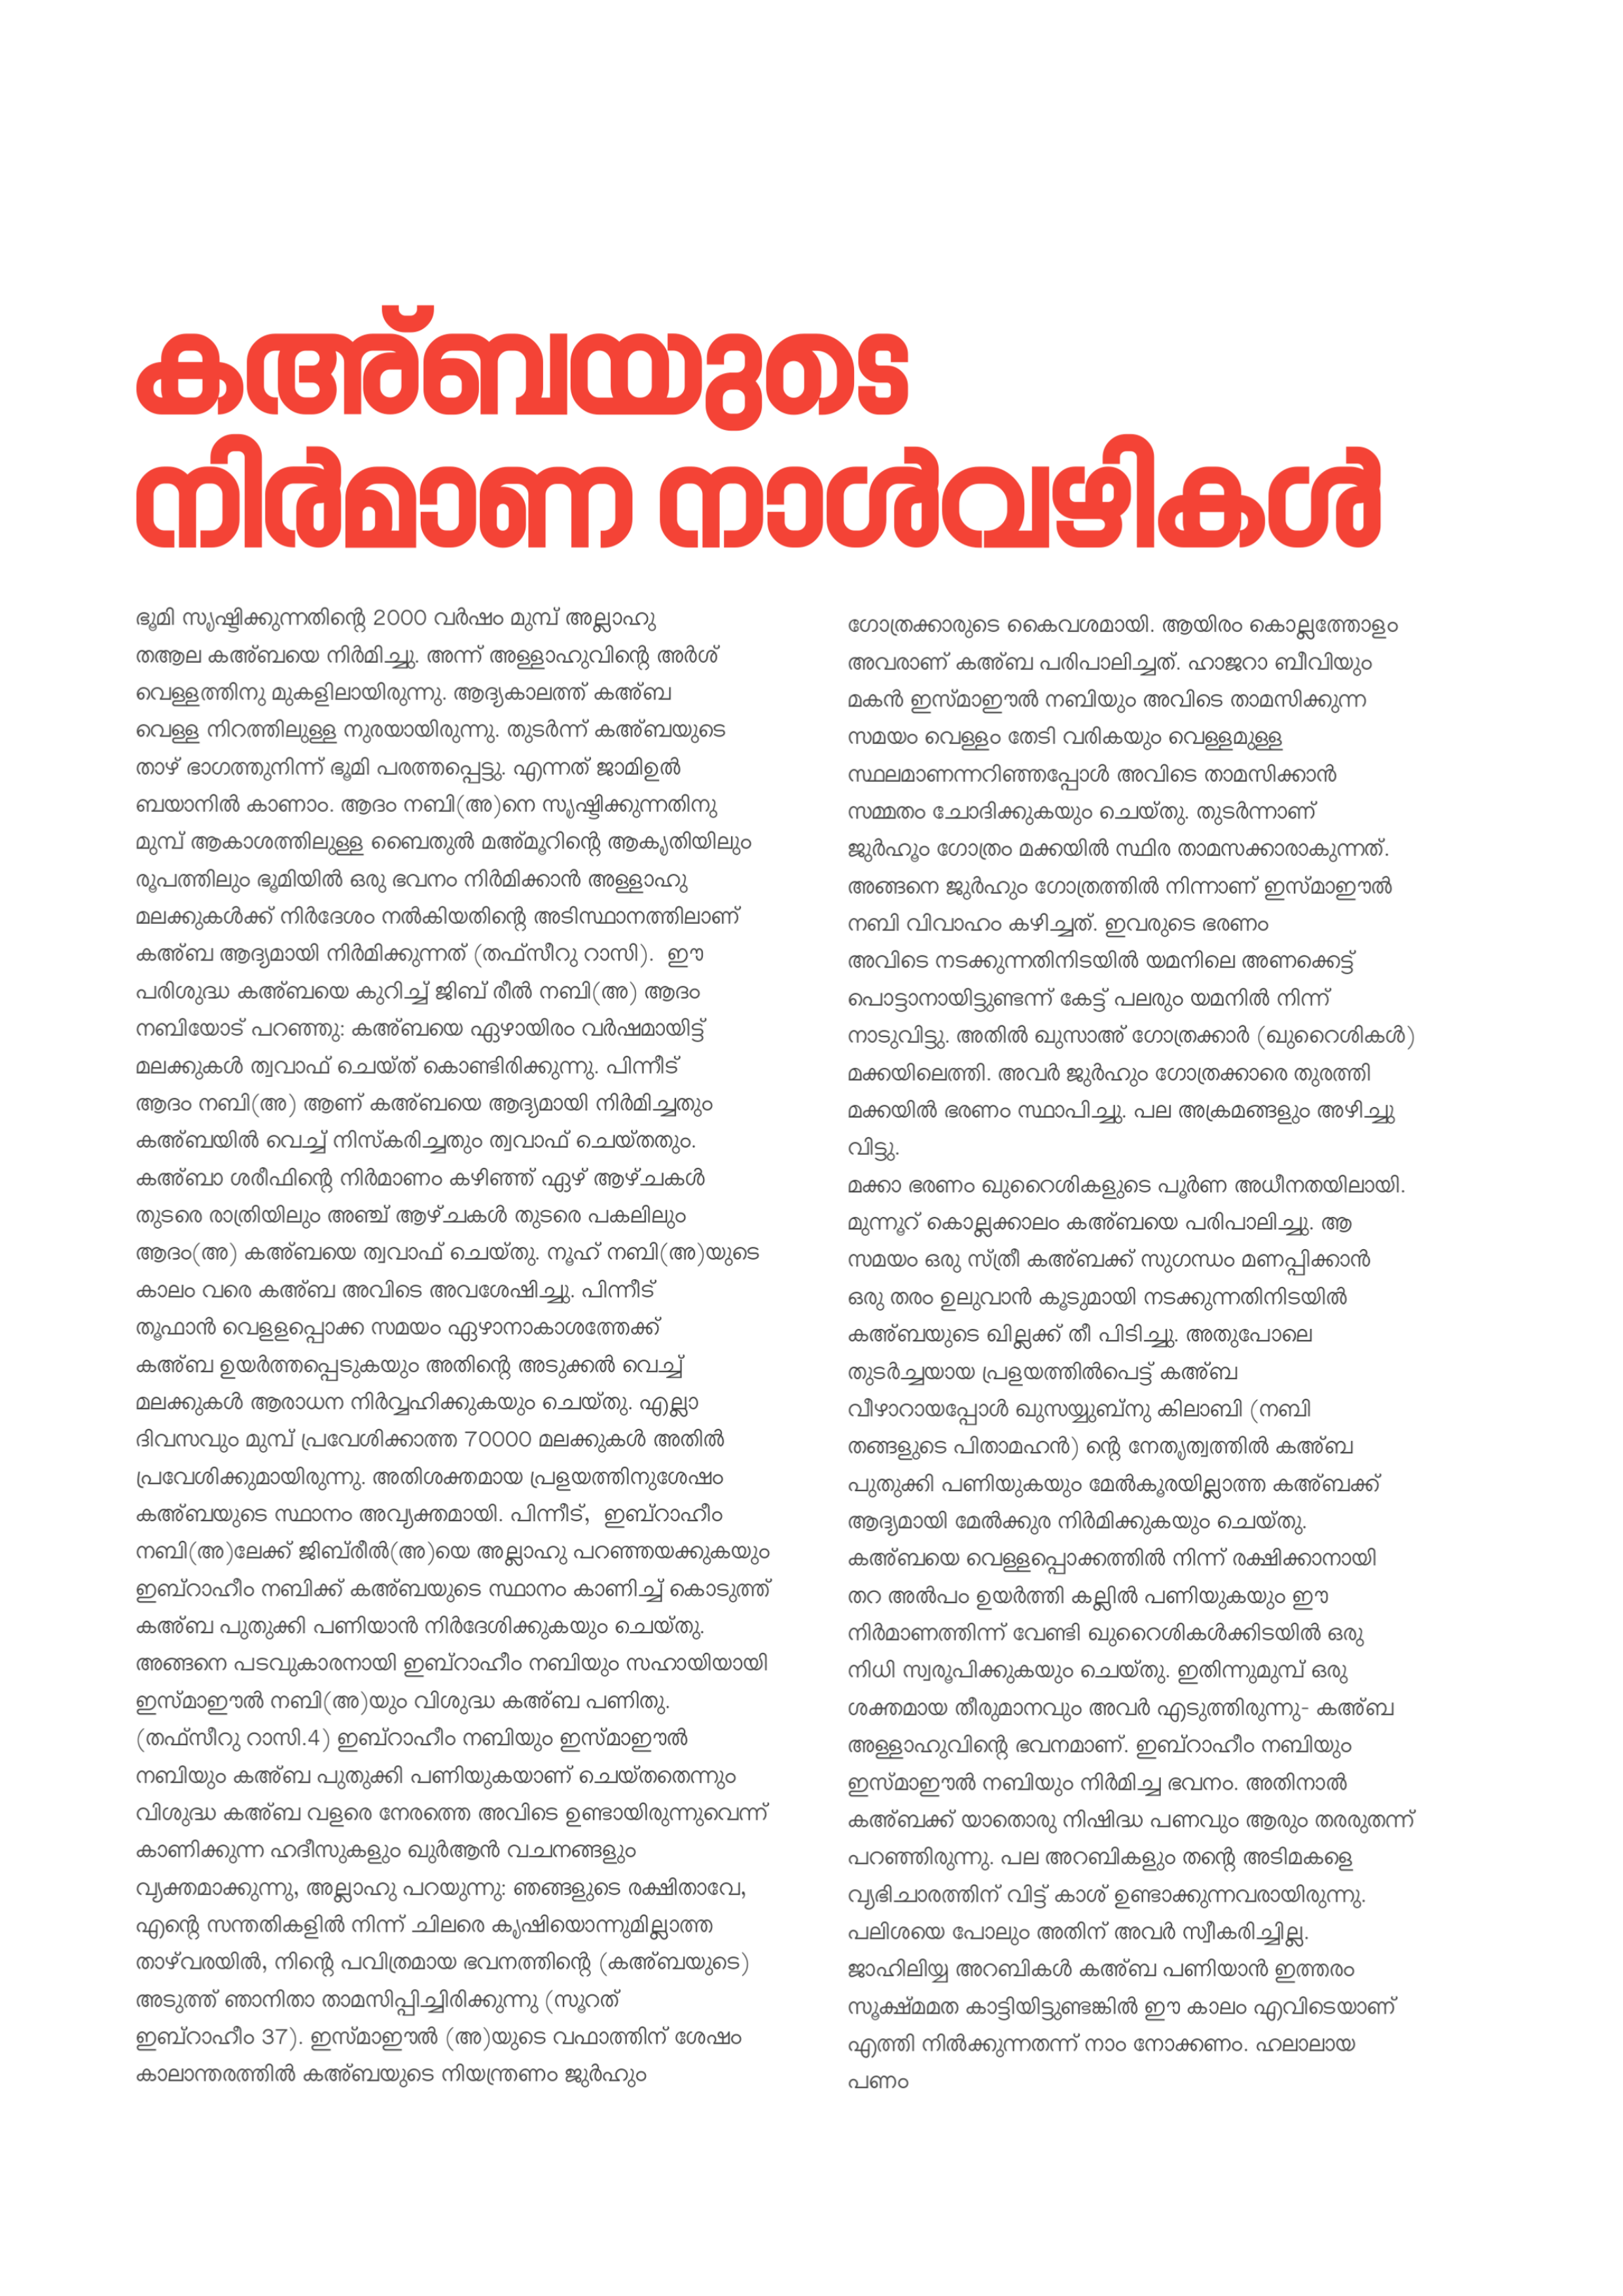 കഅ്ബയുടെ
നിർമാണ നാൾവഴികൾ
ഭൂമി സൃഷ്ടിക്കുന്നതിന്റെ 2000 വർഷം മുമ്പ് അല്ലാഹു
തആല കഅ്ബയെ നിർമിച്ചു. അന്ന് അള്ളാഹുവിന്റെ അർശ്
വെള്ളത്തിനു മുകളിലായിരുന്നു. ആദ്യകാലത്ത് കഅ്ബ
വെള്ള നിറത്തിലുള്ള നുരയായിരുന്നു. തുടർന്ന് കഅ്ബയുടെ
താഴ് ഭാഗത്തുനിന്ന് ഭൂമി പരത്തപ്പെട്ടു. എന്നത് ജാമിഉൽ
ബയാനിൽ കാണാം. ആദം നബി(അ)നെ സൃഷ്ടിക്കുന്നതിനു
മുമ്പ് ആകാശത്തിലുള്ള ബൈതുൽ മഅ്മൂറിന്റെ ആകൃതിയിലും
രൂപത്തിലും ഭൂമിയിൽ ഒരു ഭവനം നിർമിക്കാൻ അള്ളാഹു
മലക്കുകൾക്ക് നിർദേശം നൽകിയതിന്റെ അടിസ്ഥാനത്തിലാണ്
കഅ്ബ ആദ്യമായി നിർമിക്കുന്നത് (തഫ്സീറു റാസി). ഈ
പരിശുദ്ധ കഅ്ബയെ കുറിച്ച് ജിബ് രീൽ നബി(അ) ആദം
നബിയോട് പറഞ്ഞു: കഅ്ബയെ ഏഴായിരം വർഷമായിട്ട്
മലക്കുകൾ ത്വവാഫ് ചെയ്ത് കൊണ്ടിരിക്കുന്നു. പിന്നീട്
ആദം നബി(അ) ആണ് കഅ്ബയെ ആദ്യമായി നിർമിച്ചതും
കഅ്ബയിൽ വെച്ച് നിസ്കരിച്ചതും ത്വവാഫ് ചെയ്തതും.
കഅ്ബാ ശരീഫിന്റെ നിർമാണം കഴിഞ്ഞ് ഏഴ് ആഴ്ചകൾ
തുടരെ രാത്രിയിലും അഞ്ച് ആഴ്ചകൾ തുടരെ പകലിലും
ആദം(അ) കഅ്ബയെ ത്വവാഫ് ചെയ്തു. നൂഹ് നബി(അ)യുടെ
കാലം വരെ കഅ്ബ അവിടെ അവശേഷിച്ചു. പിന്നീട്
തൂഫാൻ വെളളപ്പൊക്ക സമയം ഏഴാനാകാശത്തേക്ക്
കഅ്ബ ഉയർത്തപ്പെടുകയും അതിന്റെ അടുക്കൽ വെച്ച്
മലക്കുകൾ ആരാധന നിർവ്വഹിക്കുകയും ചെയ്തു. എല്ലാ
ദിവസവും മുമ്പ് പ്രവേശിക്കാത്ത 70000 മലക്കുകൾ അതിൽ
പ്രവേശിക്കുമായിരുന്നു. അതിശക്തമായ പ്രളയത്തിനുശേഷം
കഅ്ബയുടെ സ്ഥാനം അവ്യക്തമായി. പിന്നീട്, ഇബ്റാഹീം
നബി(അ)ലേക്ക് ജിബ്‌രീൽ(അ)യെ അല്ലാഹു പറഞ്ഞയക്കുകയും
ഇബ്റാഹീം നബിക്ക് കഅ്ബയുടെ സ്ഥാനം കാണിച്ച് കൊടുത്ത്
കഅ്ബ പുതുക്കി പണിയാൻ നിർദേശിക്കുകയും ചെയ്തു.
അങ്ങനെ പടവുകാരനായി ഇബ്റാഹീം നബിയും സഹായിയായി
ഇസ്മാഈൽ നബി(അ)യും വിശുദ്ധ കഅ്ബ പണിതു.
(തഫ്സീറു റാസി.4) ഇബ്റാഹീം നബിയും ഇസ്മാഈൽ
നബിയും കഅ്ബ പുതുക്കി പണിയുകയാണ് ചെയ്തതെന്നും
വിശുദ്ധ കഅ്ബ വളരെ നേരത്തെ അവിടെ ഉണ്ടായിരുന്നുവെന്ന്
കാണിക്കുന്ന ഹദീസുകളും ഖുർആൻ വചനങ്ങളും
വ്യക്തമാക്കുന്നു, അല്ലാഹു പറയുന്നു: ഞങ്ങളുടെ രക്ഷിതാവേ,
എന്റെ സന്തതികളിൽ നിന്ന് ചിലരെ കൃഷിയൊന്നുമില്ലാത്ത
താഴ്‌വരയിൽ, നിന്റെ പവിത്രമായ ഭവനത്തിന്റെ (കഅ്ബയുടെ)
അടുത്ത് ഞാനിതാ താമസിപ്പിച്ചിരിക്കുന്നു (സൂറത്
ഇബ്റാഹീം 37). ഇസ്മാഈൽ (അ)യുടെ വഫാത്തിന് ശേഷം
കാലാന്തരത്തിൽ കഅ്ബയുടെ നിയന്ത്രണം ജുർഹും
ഗോത്രക്കാരുടെ കൈവശമായി. ആയിരം കൊല്ലത്തോളം
അവരാണ് കഅ്ബ പരിപാലിച്ചത്. ഹാജറാ ബീവിയും
മകൻ ഇസ്മാഈൽ നബിയും അവിടെ താമസിക്കുന്ന
സമയം വെള്ളം തേടി വരികയും വെള്ളമുള്ള
സ്ഥലമാണന്നറിഞ്ഞപ്പോൾ അവിടെ താമസിക്കാൻ
സമ്മതം ചോദിക്കുകയും ചെയ്തു. തുടർന്നാണ്
ജുർഹൂം ഗോത്രം മക്കയിൽ സ്ഥിര താമസക്കാരാകുന്നത്.
അങ്ങനെ ജുർഹും ഗോത്രത്തിൽ നിന്നാണ് ഇസ്മാഈൽ
നബി വിവാഹം കഴിച്ചത്. ഇവരുടെ ഭരണം
അവിടെ നടക്കുന്നതിനിടയിൽ യമനിലെ അണക്കെട്ട്
പൊട്ടാനായിട്ടുണ്ടന്ന് കേട്ട് പലരും യമനിൽ നിന്ന്
നാടുവിട്ടു. അതിൽ ഖുസാഅ് ഗോത്രക്കാർ (ഖുറൈശികൾ)
മക്കയിലെത്തി. അവർ ജുർഹും ഗോത്രക്കാരെ തുരത്തി
മക്കയിൽ ഭരണം സ്ഥാപിച്ചു. പല അക്രമങ്ങളും അഴിച്ചു
വിട്ടു.
മക്കാ ഭരണം ഖുറൈശികളുടെ പൂർണ അധീനതയിലായി.
മുന്നൂറ് കൊല്ലക്കാലം കഅ്ബയെ പരിപാലിച്ചു. ആ
സമയം ഒരു സ്ത്രീ കഅ്ബക്ക് സുഗന്ധം മണപ്പിക്കാൻ
ഒരു തരം ഉലുവാൻ കൂടുമായി നടക്കുന്നതിനിടയിൽ
കഅ്ബയുടെ ഖില്ലക്ക് തീ പിടിച്ചു. അതുപോലെ
തുടർച്ചയായ പ്രളയത്തിൽപെട്ട് കഅ്ബ
വീഴാറായപ്പോൾ ഖുസയ്യുബ്നു കിലാബി (നബി
തങ്ങളുടെ പിതാമഹൻ) ന്റെ നേതൃത്വത്തിൽ കഅ്ബ
പുതുക്കി പണിയുകയും മേൽകൂരയില്ലാത്ത കഅ്ബക്ക്
ആദ്യമായി മേൽക്കുര നിർമിക്കുകയും ചെയ്തു.
കഅ്ബയെ വെള്ളപ്പൊക്കത്തിൽ നിന്ന് രക്ഷിക്കാനായി
തറ അൽപം ഉയർത്തി കല്ലിൽ പണിയുകയും ഈ
നിർമാണത്തിന്ന് വേണ്ടി ഖുറൈശികൾക്കിടയിൽ ഒരു
നിധി സ്വരൂപിക്കുകയും ചെയ്തു. ഇതിന്നുമുമ്പ് ഒരു
ശക്തമായ തീരുമാനവും അവർ എടുത്തിരുന്നു- കഅ്ബ
അള്ളാഹുവിന്റെ ഭവനമാണ്. ഇബ്റാഹീം നബിയും
ഇസ്മാഈൽ നബിയും നിർമിച്ച ഭവനം. അതിനാൽ
കഅ്ബക്ക് യാതൊരു നിഷിദ്ധ പണവും ആരും തരരുതന്ന്
പറഞ്ഞിരുന്നു. പല അറബികളും തന്റെ അടിമകളെ
വ്യഭിചാരത്തിന് വിട്ട് കാശ് ഉണ്ടാക്കുന്നവരായിരുന്നു.
പലിശയെ പോലും അതിന് അവർ സ്വീകരിച്ചില്ല.
ജാഹിലിയ്യ അറബികൾ കഅ്ബ പണിയാൻ ഇത്തരം
സൂക്ഷ്മമത കാട്ടിയിട്ടുണ്ടങ്കിൽ ഈ കാലം എവിടെയാണ്
എത്തി നിൽക്കുന്നതന്ന് നാം നോക്കണം. ഹലാലായ
പണം